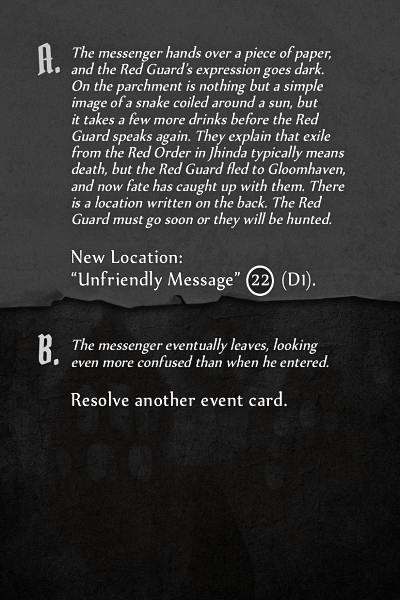 A. The messenger hands over a piece of paper,
and the Red Guard's expression goes dark.
On the parchment is nothing but a simple
image of a snake coiled around a sun, but
it takes a few more drinks before the Red
Guard speaks again. They explain that exile
from the Red Order in Jhinda typically means
death, but the Red Guard fled to Gloomhaven,
and now fate has caught up with them. There
is a location written on the back. The Red
Guard must go soon or they will be hunted.
New Location:
“Unfriendly Message” 22 (D1).
B. The messenger eventually leaves, looking
even more confused than when he entered.
Resolve another event card.